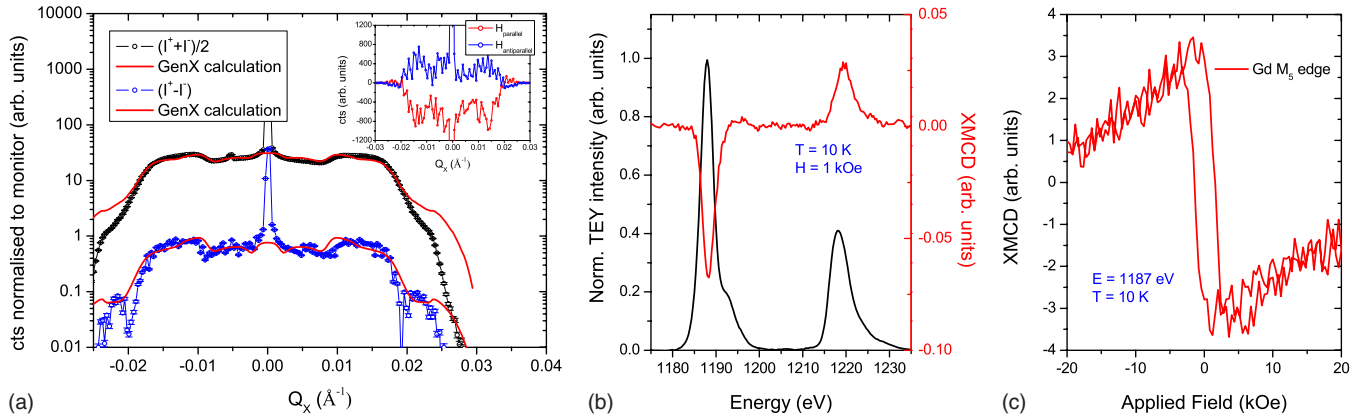 10000
1000
100
10
1
0.1
0.01
cts normalised to monitor (arb. units)
(I⁺+I⁻)/2
GenX calculation
(I⁺-I⁻)
GenX calculation
-0.02 -0.01 0.00 0.01 0.02 0.03 0.04
Qₓ (Å⁻¹)
(a)
1200
800
400
0
-400
-800
-1200
cts (arb. units)
H_parallel
H_antiparallel
-0.03 -0.02 -0.01 0.00 0.01 0.02 0.03
Qₓ (Å⁻¹)
1.0
0.8
0.6
0.4
0.2
0.0
Norm. TEY intensity (arb. units)
T = 10 K
H = 1 kOe
0.05
0.00
-0.05
-0.10
XMCD (arb. units)
1180 1190 1200 1210 1220 1230
Energy (eV)
(b)
4
3
2
1
0
-1
-2
-3
-4
XMCD (arb. units)
Gd M₅ edge
E = 1187 eV
T = 10 K
-20 -10 0 10 20
Applied Field (kOe)
(c)